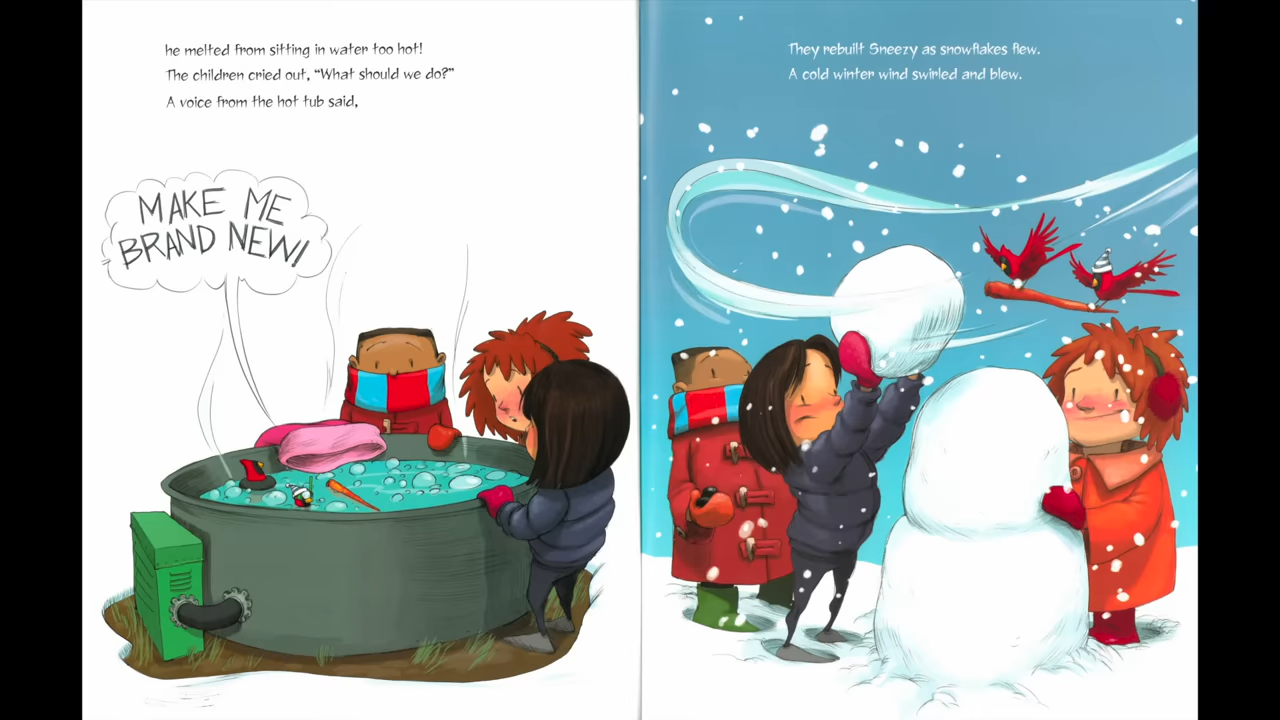 he melted from sitting in water too hot!
The children cried out, “What should we do?”
A voice from the hot tub said,
MAKE ME
BRAND NEW!
They rebuilt Sneezy as snowflakes flew.
A cold winter wind swirled and blew.